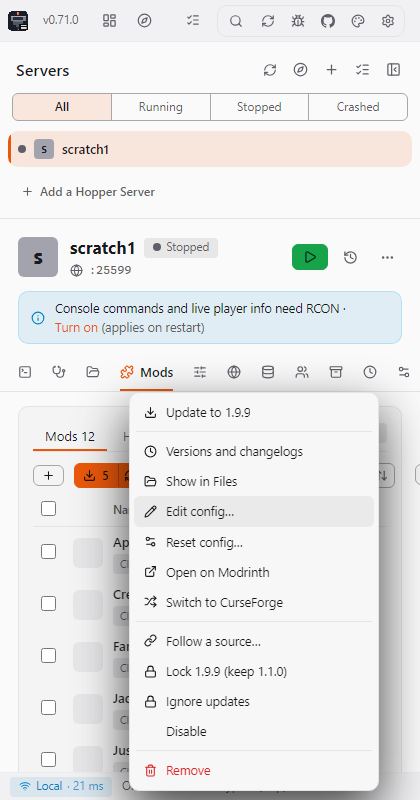 v0.71.0
Servers
All
Running
Stopped
Crashed
s
scratch1
Add a Hopper Server
s
scratch1
Stopped
:25599
Console commands and live player info need RCON ·
Turn on (applies on restart)
Mods
Mods 12
5
Update to 1.9.9
Versions and changelogs
Show in Files
Edit config...
Reset config...
Open on Modrinth
Switch to CurseForge
Follow a source...
Lock 1.9.9 (keep 1.1.0)
Ignore updates
Disable
Remove
Local · 21 ms